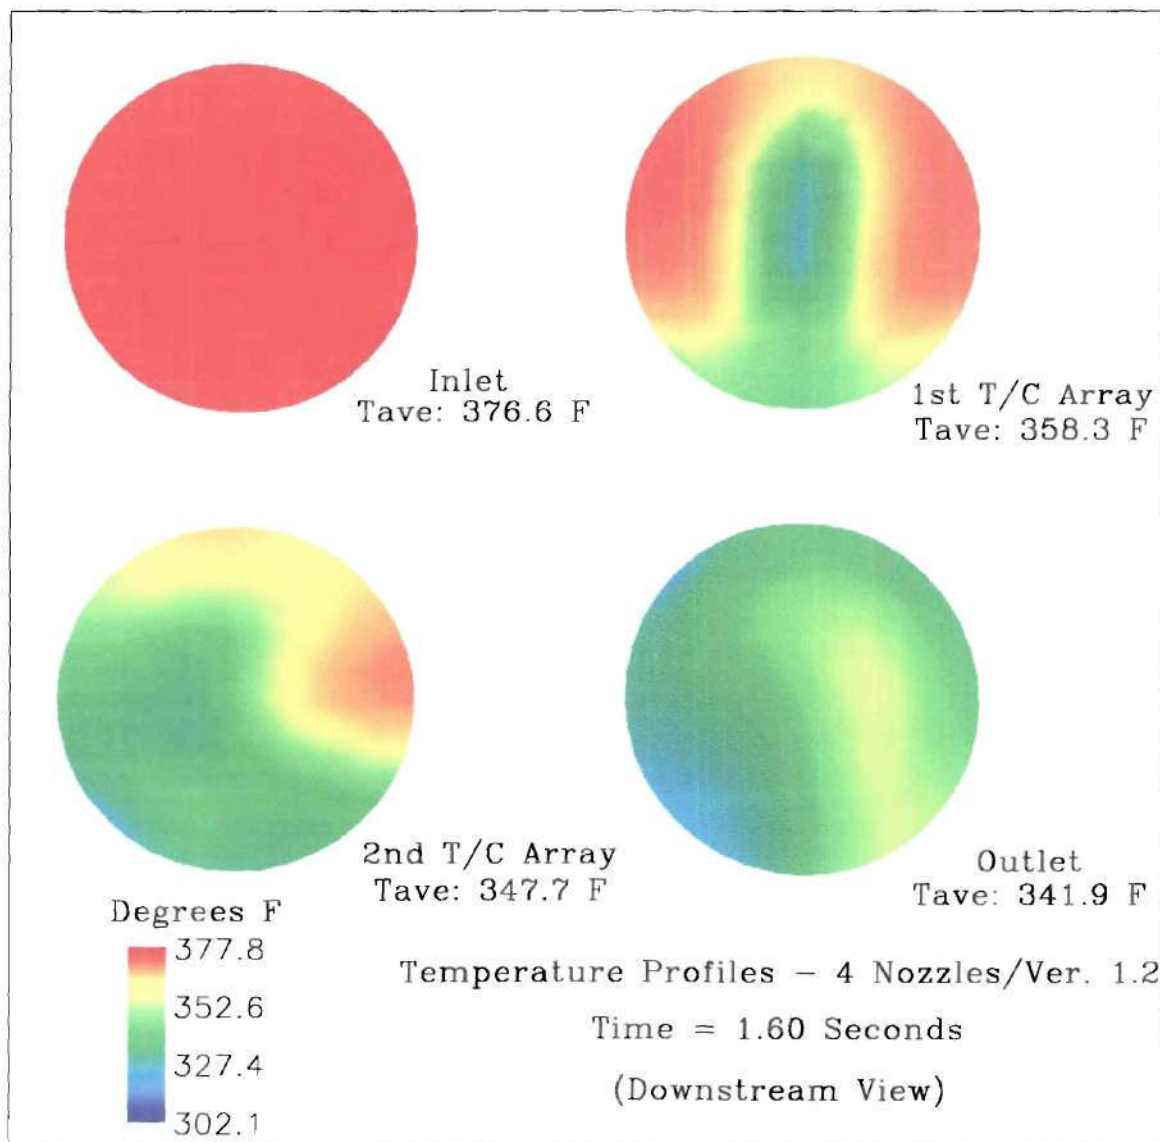 Inlet
Tave: 376.6 F
1st T/C Array
Tave: 358.3 F
2nd T/C Array
Tave: 347.7 F
Outlet
Tave: 341.9 F
Degrees F
377.8
352.6
327.4
302.1
Temperature Profiles - 4 Nozzles/Ver. 1.2
Time = 1.60 Seconds
(Downstream View)